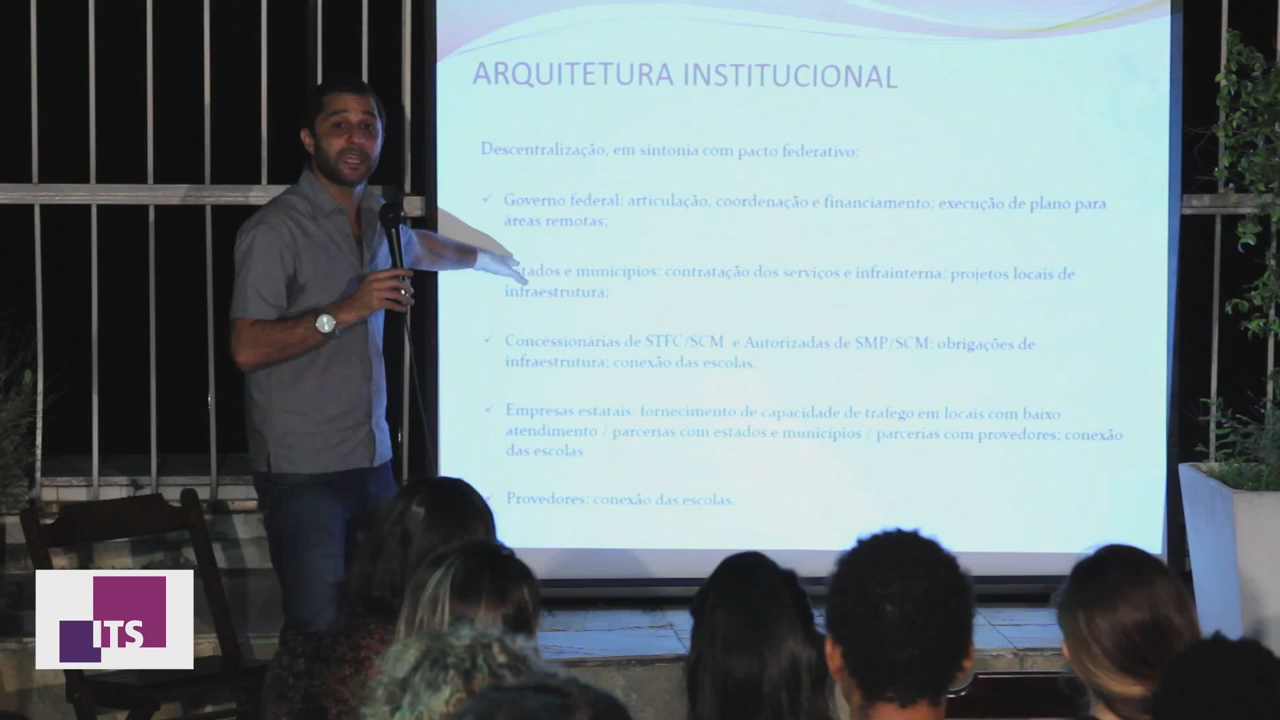 ARQUITETURA INSTITUCIONAL
Descentralização, em sintonia com pacto federativo:
✓ Governo federal: articulação, coordenação e financiamento; execução de plano para
áreas remotas;
stados e municípios: contratação dos serviços e infrainterna; projetos locais de
infraestrutura;
✓ Concessionárias de STFC/SCM e Autorizadas de SMP/SCM: obrigações de
infraestrutura; conexão das escolas.
✓ Empresas estatais: fornecimento de capacidade de trafego em locais com baixo
atendimento / parcerias com estados e municípios / parcerias com provedores; conexão
das escolas
✓ Provedores: conexão das escolas.
ITS